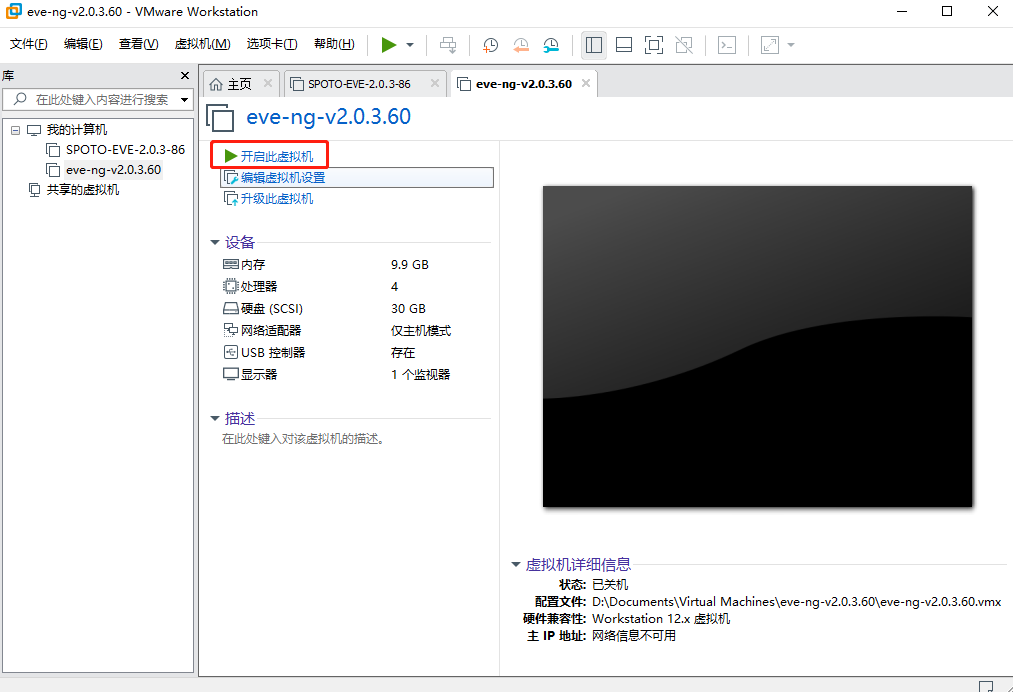 eve-ng-v2.0.3.60 - VMware Workstation
文件(F) 编辑(E) 查看(V) 虚拟机(M) 选项卡(T) 帮助(H)
库
在此处键入内容进行搜索
我的计算机
SPOTO-EVE-2.0.3-86
eve-ng-v2.0.3.60
共享的虚拟机
主页 SPOTO-EVE-2.0.3-86 eve-ng-v2.0.3.60
eve-ng-v2.0.3.60
开启此虚拟机
编辑虚拟机设置
升级此虚拟机
设备
内存 9.9 GB
处理器 4
硬盘 (SCSI) 30 GB
网络适配器 仅主机模式
USB 控制器 存在
显示器 1 个监视器
描述
在此处键入对该虚拟机的描述。
虚拟机详细信息
状态: 已关机
配置文件: D:\Documents\Virtual Machines\eve-ng-v2.0.3.60\eve-ng-v2.0.3.60.vmx
硬件兼容性: Workstation 12.x 虚拟机
主 IP 地址: 网络信息不可用